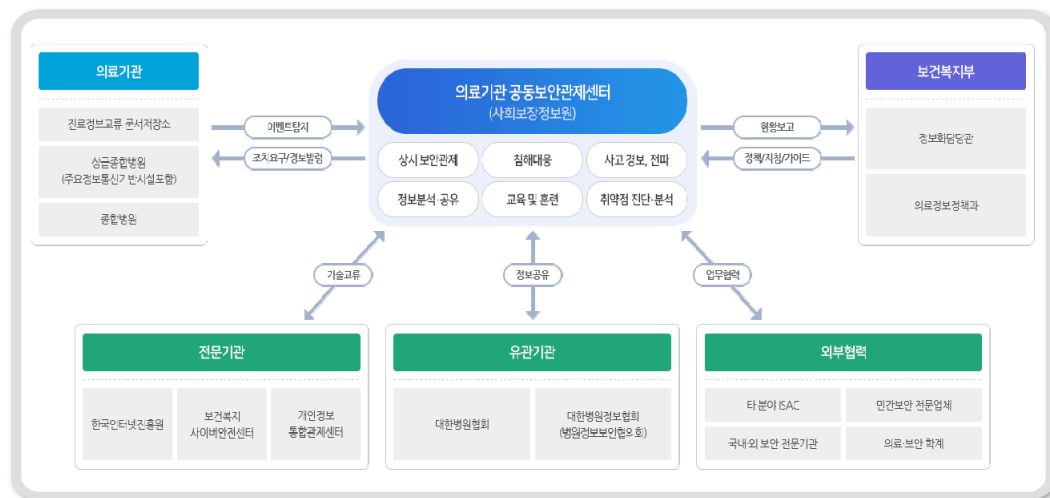 의료기관
진료정보교류 문서저장소
상급종합병원
(주요정보통신기반시설포함)
종합병원
이벤트탐지
조치요구/경보발령
의료기관 공동보안관제센터
(사회보장정보원)
상시 보안관제
침해대응
사고 경보, 전파
정보분석·공유
교육 및 훈련
취약점 진단·분석
현황보고
정책/지침/가이드
보건복지부
정보화담당관
의료정보정책과
기술교류
정보공유
업무협력
전문기관
한국인터넷진흥원
보건복지
사이버안전센터
개인정보
통합관제센터
유관기관
대한병원협회
대한병원정보협회
(병원정보보안협의회)
외부협력
타 분야 ISAC
민간보안 전문업체
국내·외 보안 전문기관
의료·보안 학계